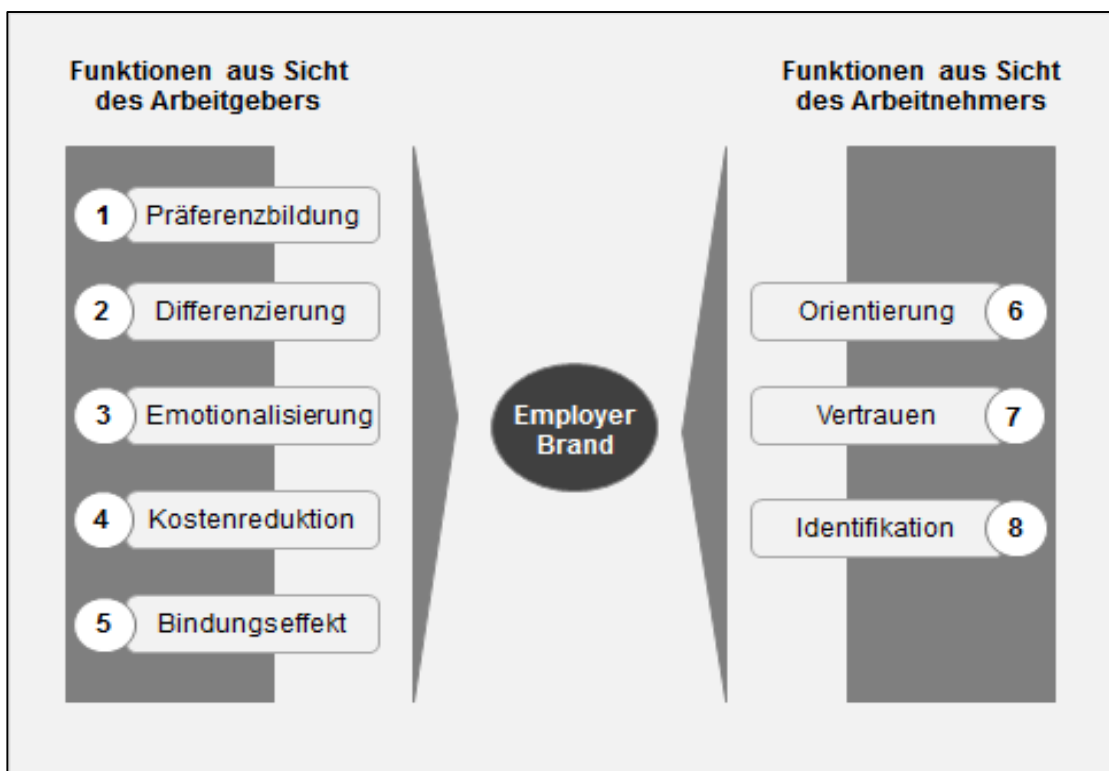 Funktionen aus Sicht
des Arbeitgebers
1 Präferenzbildung
2 Differenzierung
3 Emotionalisierung
4 Kostenreduktion
5 Bindungseffekt
Employer
Brand
Funktionen aus Sicht
des Arbeitnehmers
Orientierung 6
Vertrauen 7
Identifikation 8